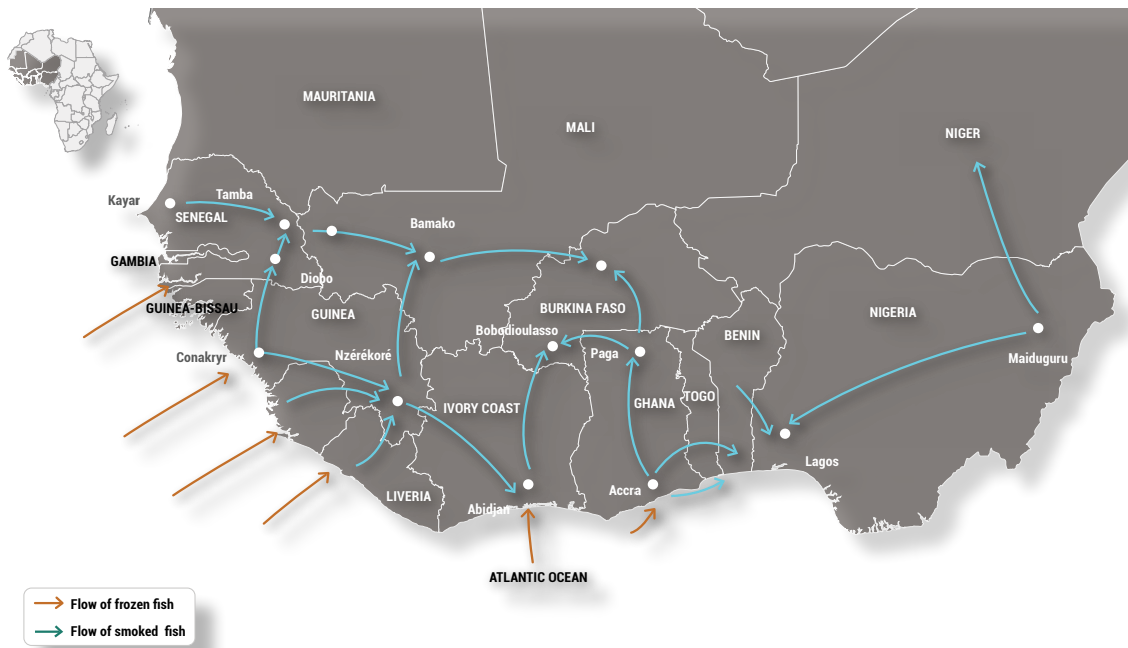 MAURITANIA
MALI
NIGER
Kayar
Tamba
SENEGAL
Bamako
GAMBIA
Diobo
GUINEA-BISSAU
GUINEA
BURKINA FASO
NIGERIA
Bobodioulasso
BENIN
Conakryr
Nzérékoré
Paga
Maiduguru
IVORY COAST
GHANA
TOGO
Lagos
LIVERIA
Abidjan
Accra
ATLANTIC OCEAN
Flow of frozen fish
Flow of smoked fish